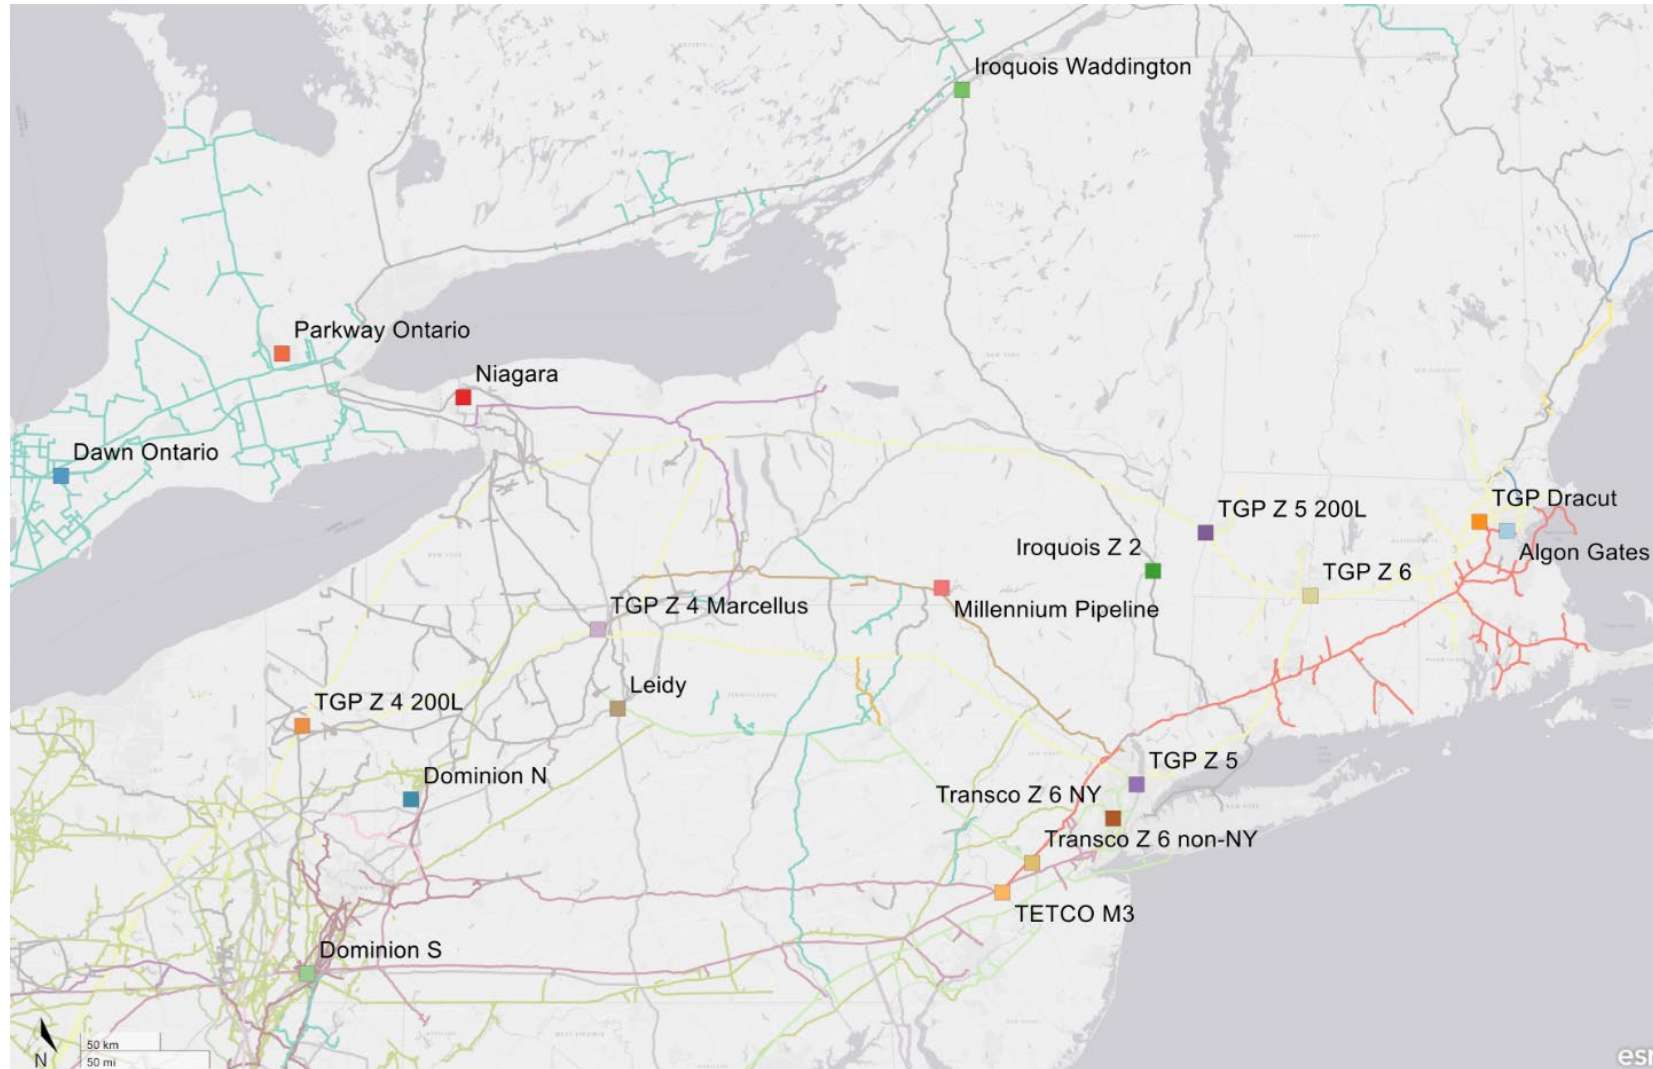 Iroquois Waddington
Parkway Ontario
Niagara
Dawn Ontario
TGP Dracut
TGP Z 5 200L
Algon Gates
Iroquois Z 2
TGP Z 6
TGP Z 4 Marcellus
Millennium Pipeline
Leidy
TGP Z 4 200L
TGP Z 5
Dominion N
Transco Z 6 NY
Transco Z 6 non-NY
TETCO M3
Dominion S
50 km
N
50 mi
esr